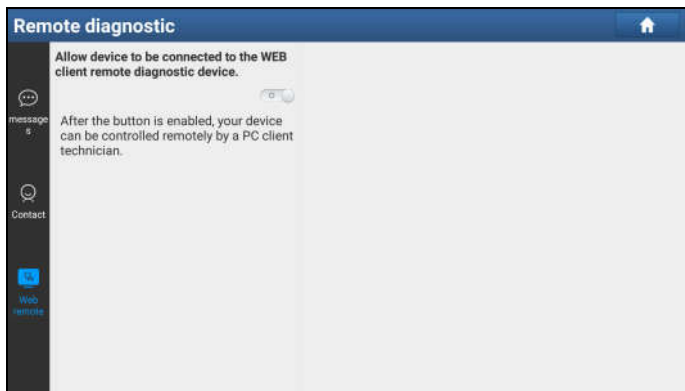 Remote diagnostic
Allow device to be connected to the WEB
client remote diagnostic device.
After the button is enabled, your device
can be controlled remotely by a PC client
technician.
message
s
Contact
Web
remote